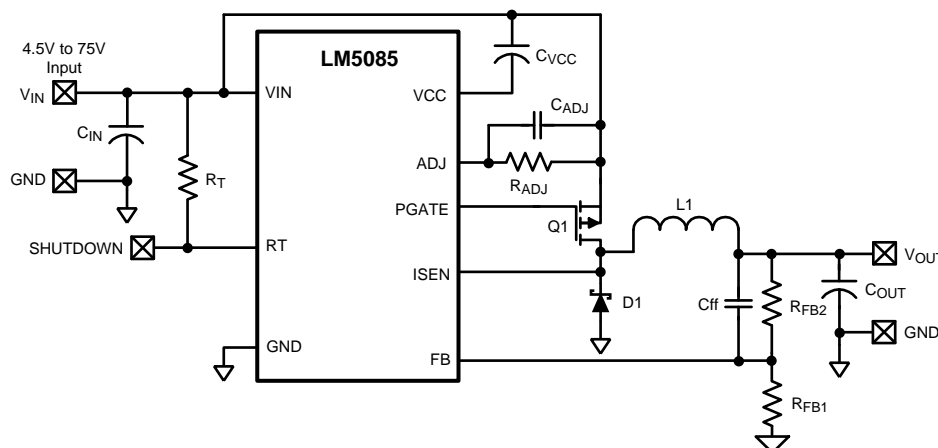 4.5V to 75V
Input
VIN
CIN
GND
RT
SHUTDOWN
LM5085
VIN
RT
GND
VCC
ADJ
PGATE
ISEN
FB
CVCC
CADJ
RADJ
Q1
L1
D1
Cff
RFB2
RFB1
COUT
VOUT
GND